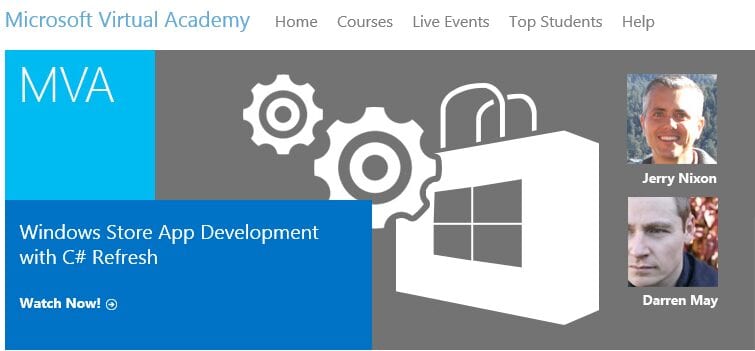 Microsoft Virtual Academy Home Courses Live Events Top Students Help
MVA
Jerry Nixon
Windows Store App Development
with C# Refresh
Watch Now!
Darren May